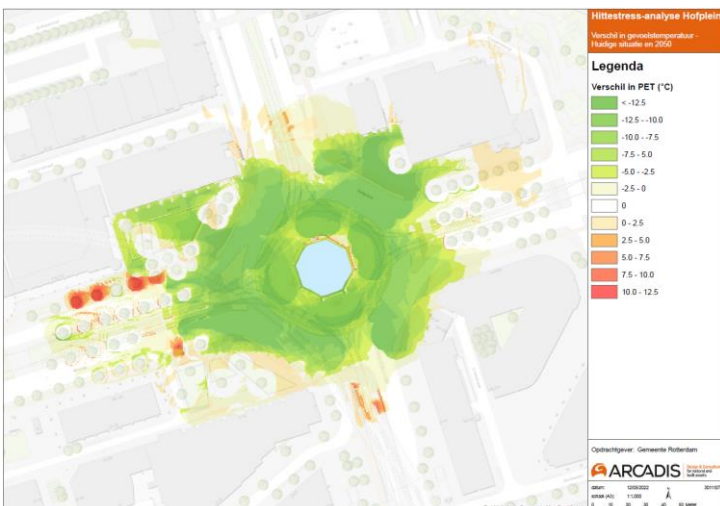 Hittestress-analyse Hofplein
Verschil in gevoelstemperatuur -
Huidige situatie en 2050
Legenda
Verschil in PET (°C)
< -12.5
-12.5 - -10.0
-10.0 - -7.5
-7.5 - 5.0
-5.0 - -2.5
-2.5 - 0
0
0 - 2.5
2.5 - 5.0
5.0 - 7.5
7.5 - 10.0
10.0 - 12.5
Opdrachtgever: Gemeente Rotterdam
ARCADIS
datum: 12/09/2022
schaal (A3): 1:1.000